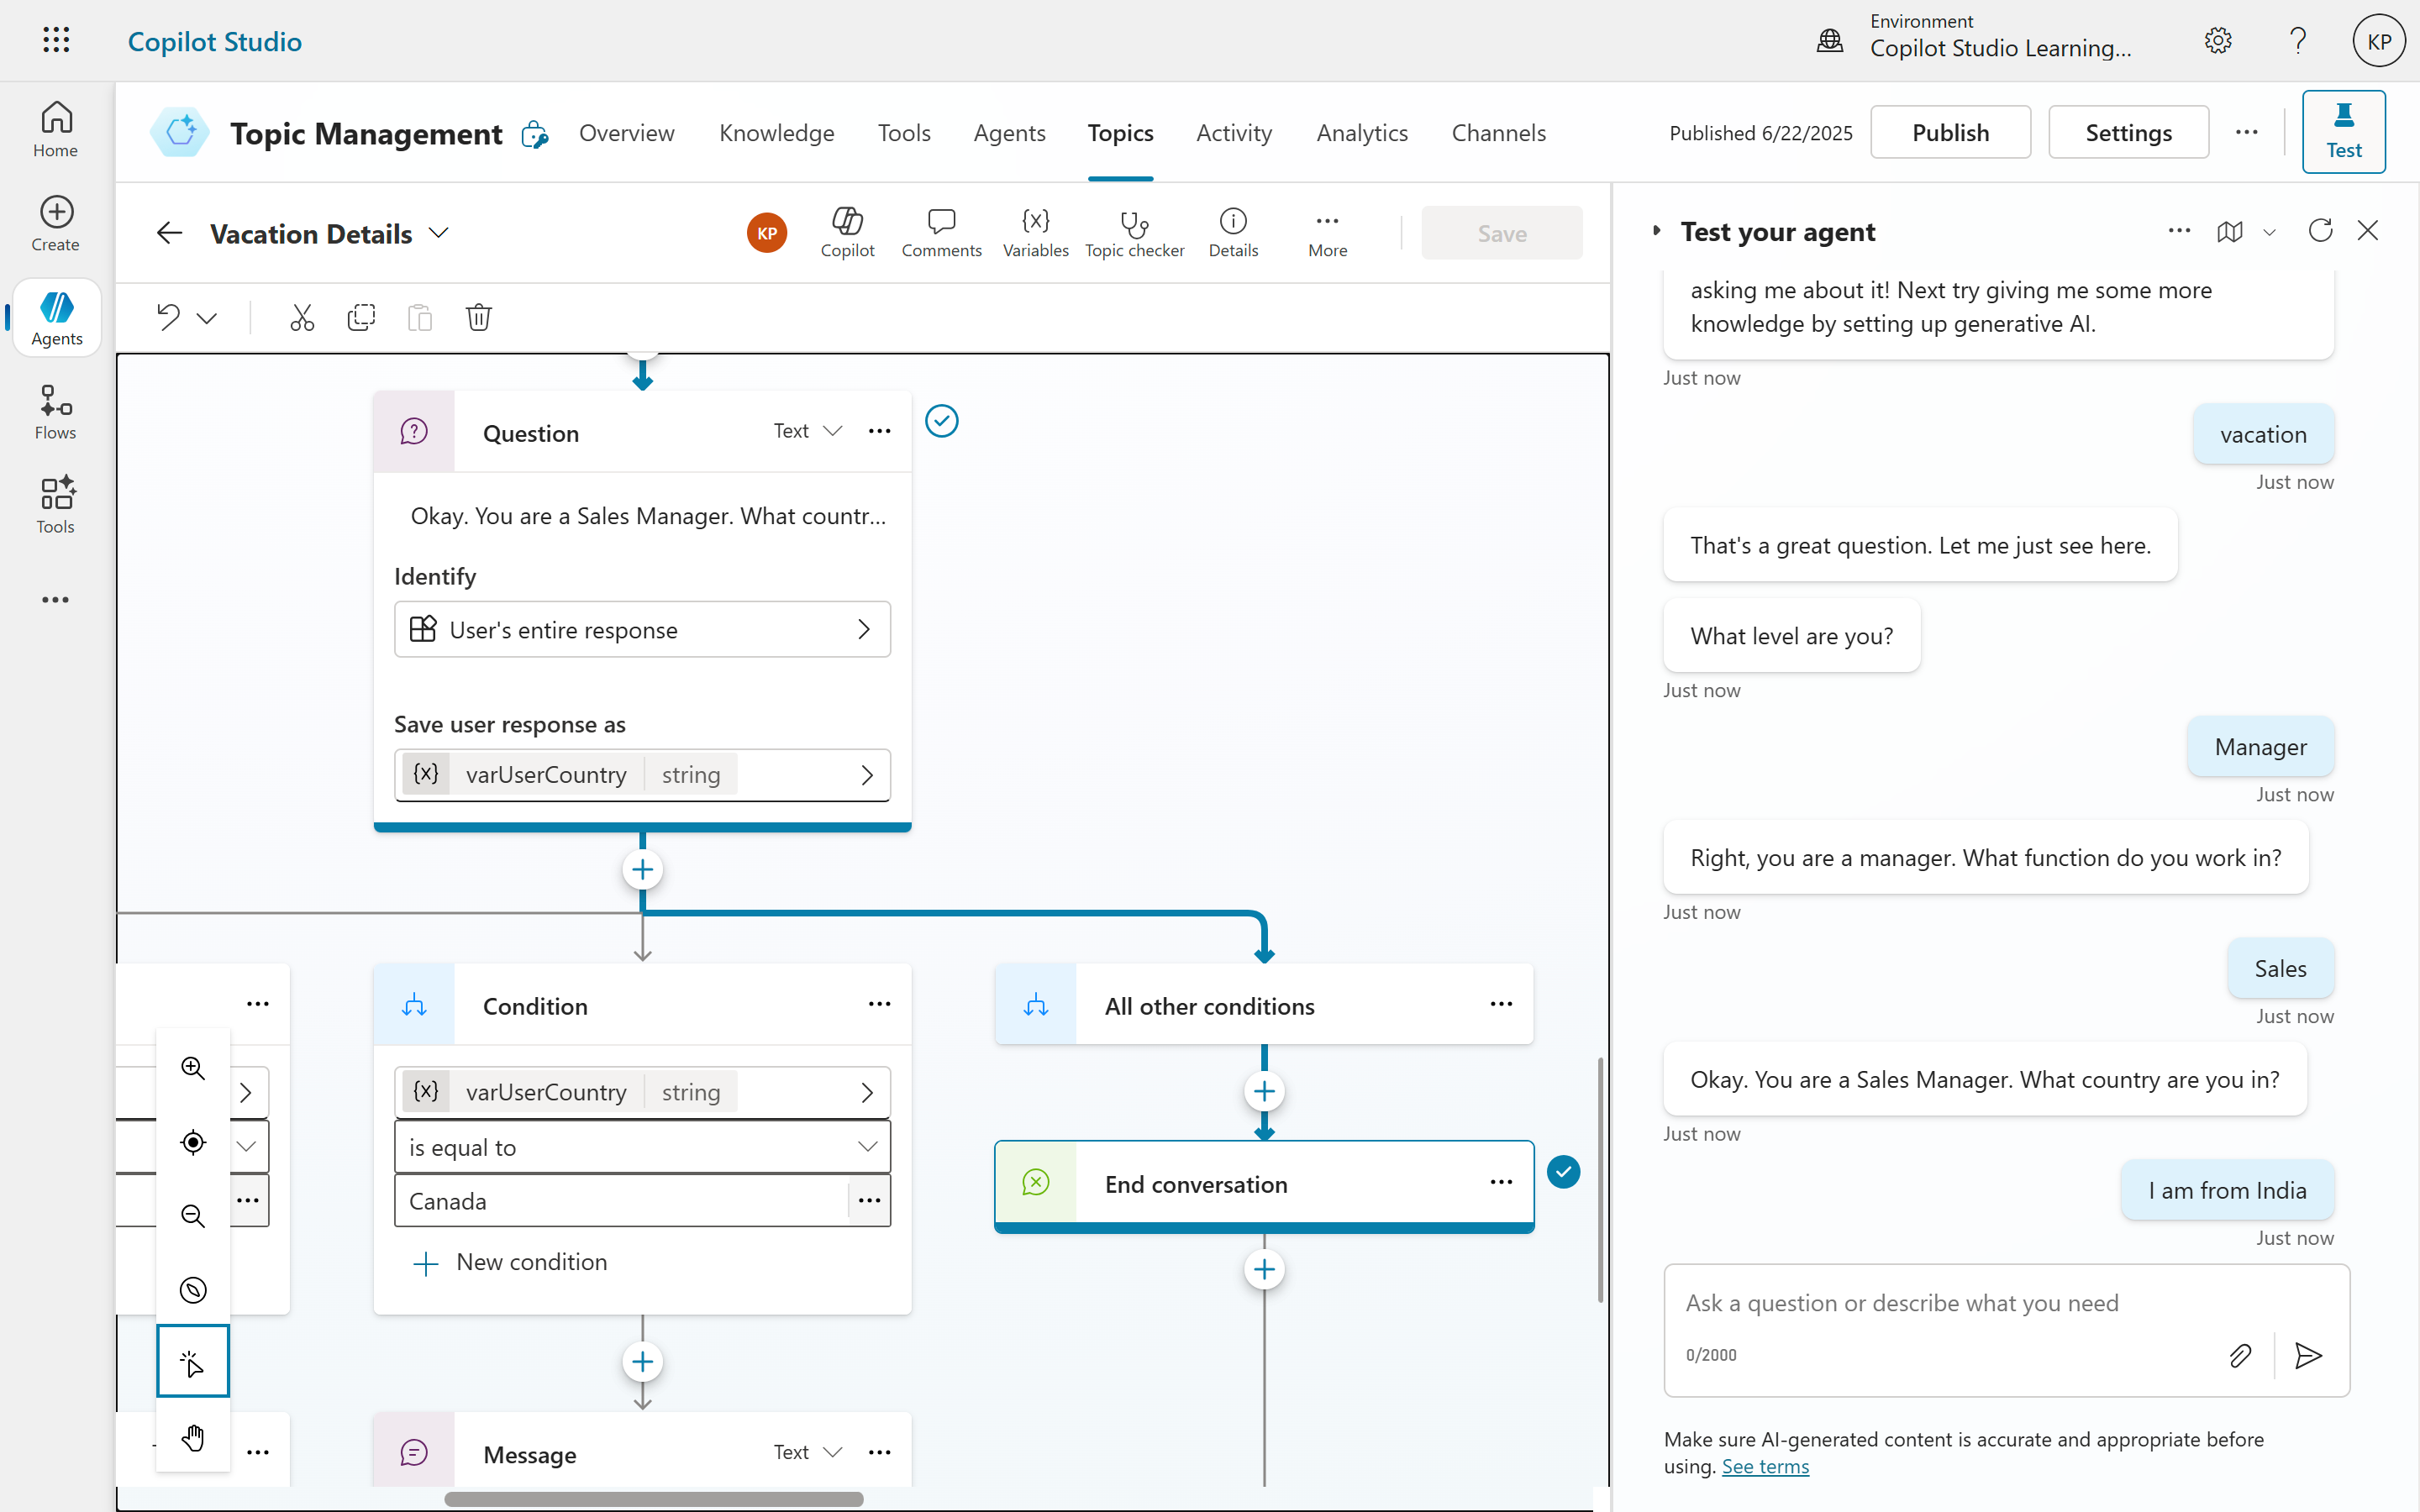 Copilot Studio
Environment
Copilot Studio Learning...
?
KP
Home
Create
Agents
Flows
Tools
Topic Management
Overview
Knowledge
Tools
Agents
Topics
Activity
Analytics
Channels
Published 6/22/2025
Publish
Settings
Test
Vacation Details
KP
Copilot
Comments
{x}
Variables
Topic checker
Details
More
Save
Question
Text
Okay. You are a Sales Manager. What countr...
Identify
User's entire response
Save user response as
{x} varUserCountry string
Condition
{x} varUserCountry string
is equal to
Canada
New condition
Message
Text
All other conditions
End conversation
Test your agent
asking me about it! Next try giving me some more
knowledge by setting up generative AI.
Just now
vacation
Just now
That's a great question. Let me just see here.
What level are you?
Just now
Manager
Just now
Right, you are a manager. What function do you work in?
Just now
Sales
Just now
Okay. You are a Sales Manager. What country are you in?
Just now
I am from India
Just now
Ask a question or describe what you need
0/2000
Make sure AI-generated content is accurate and appropriate before
using. See terms